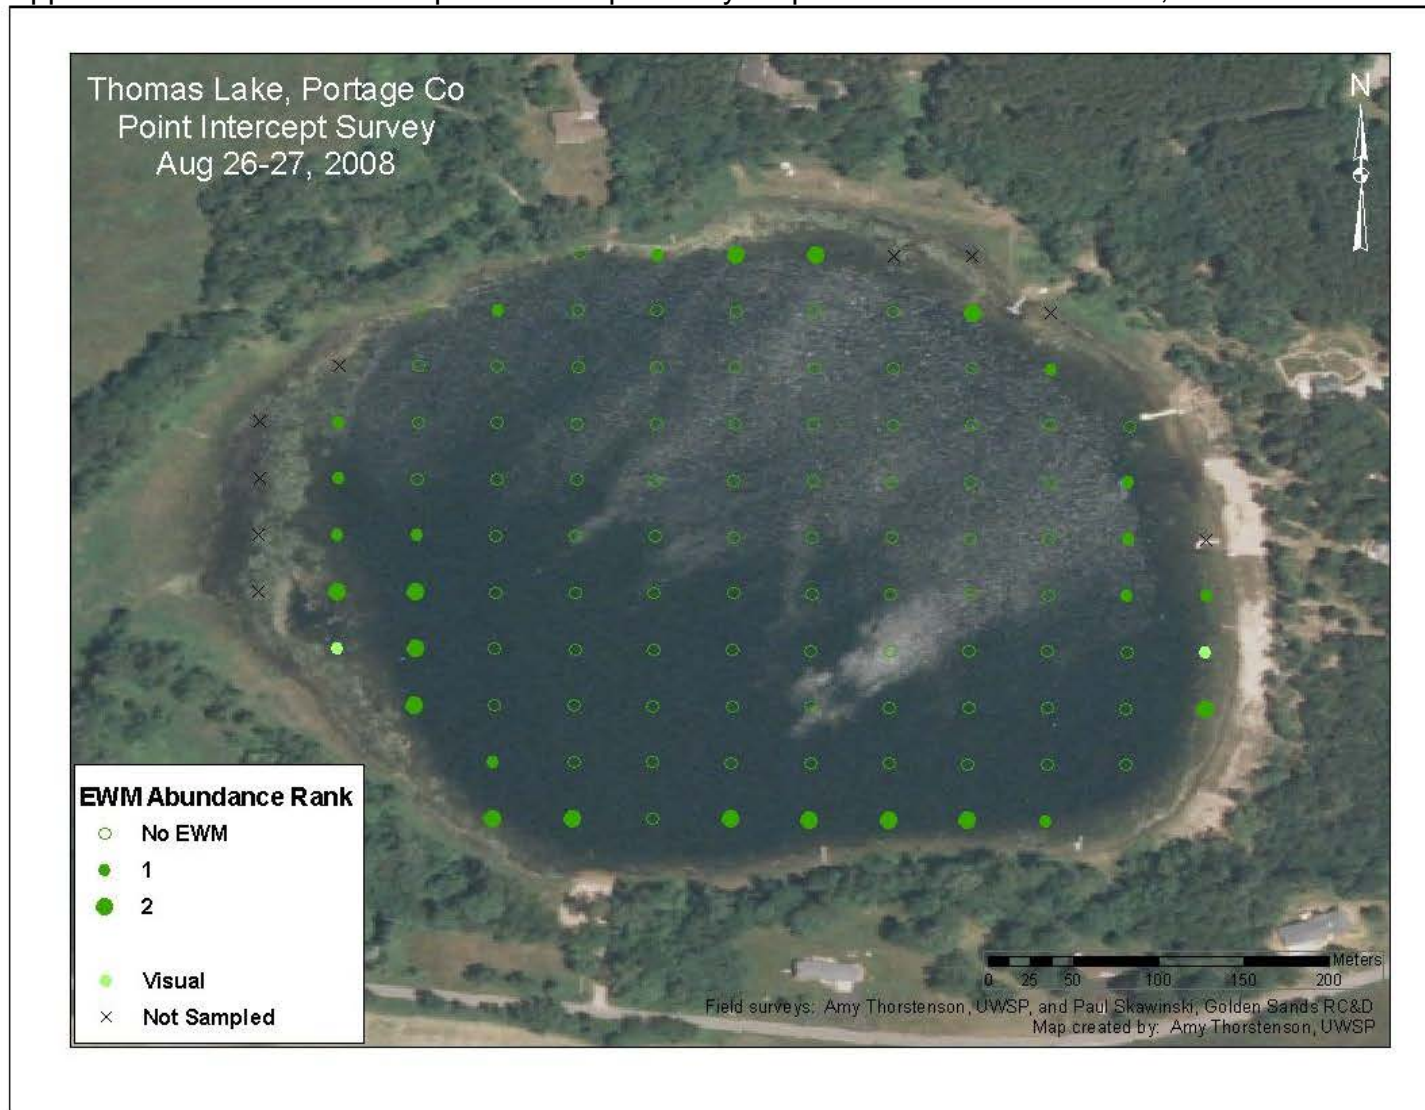 Thomas Lake, Portage Co
Point Intercept Survey
Aug 26-27, 2008
N
EWM Abundance Rank
No EWM
1
2
Visual
Not Sampled
Meters
0 25 50 100 150 200
Field surveys: Amy Thorstenson, UWSP, and Paul Skawinski, Golden Sands RC&D
Map created by: Amy Thorstenson, UWSP